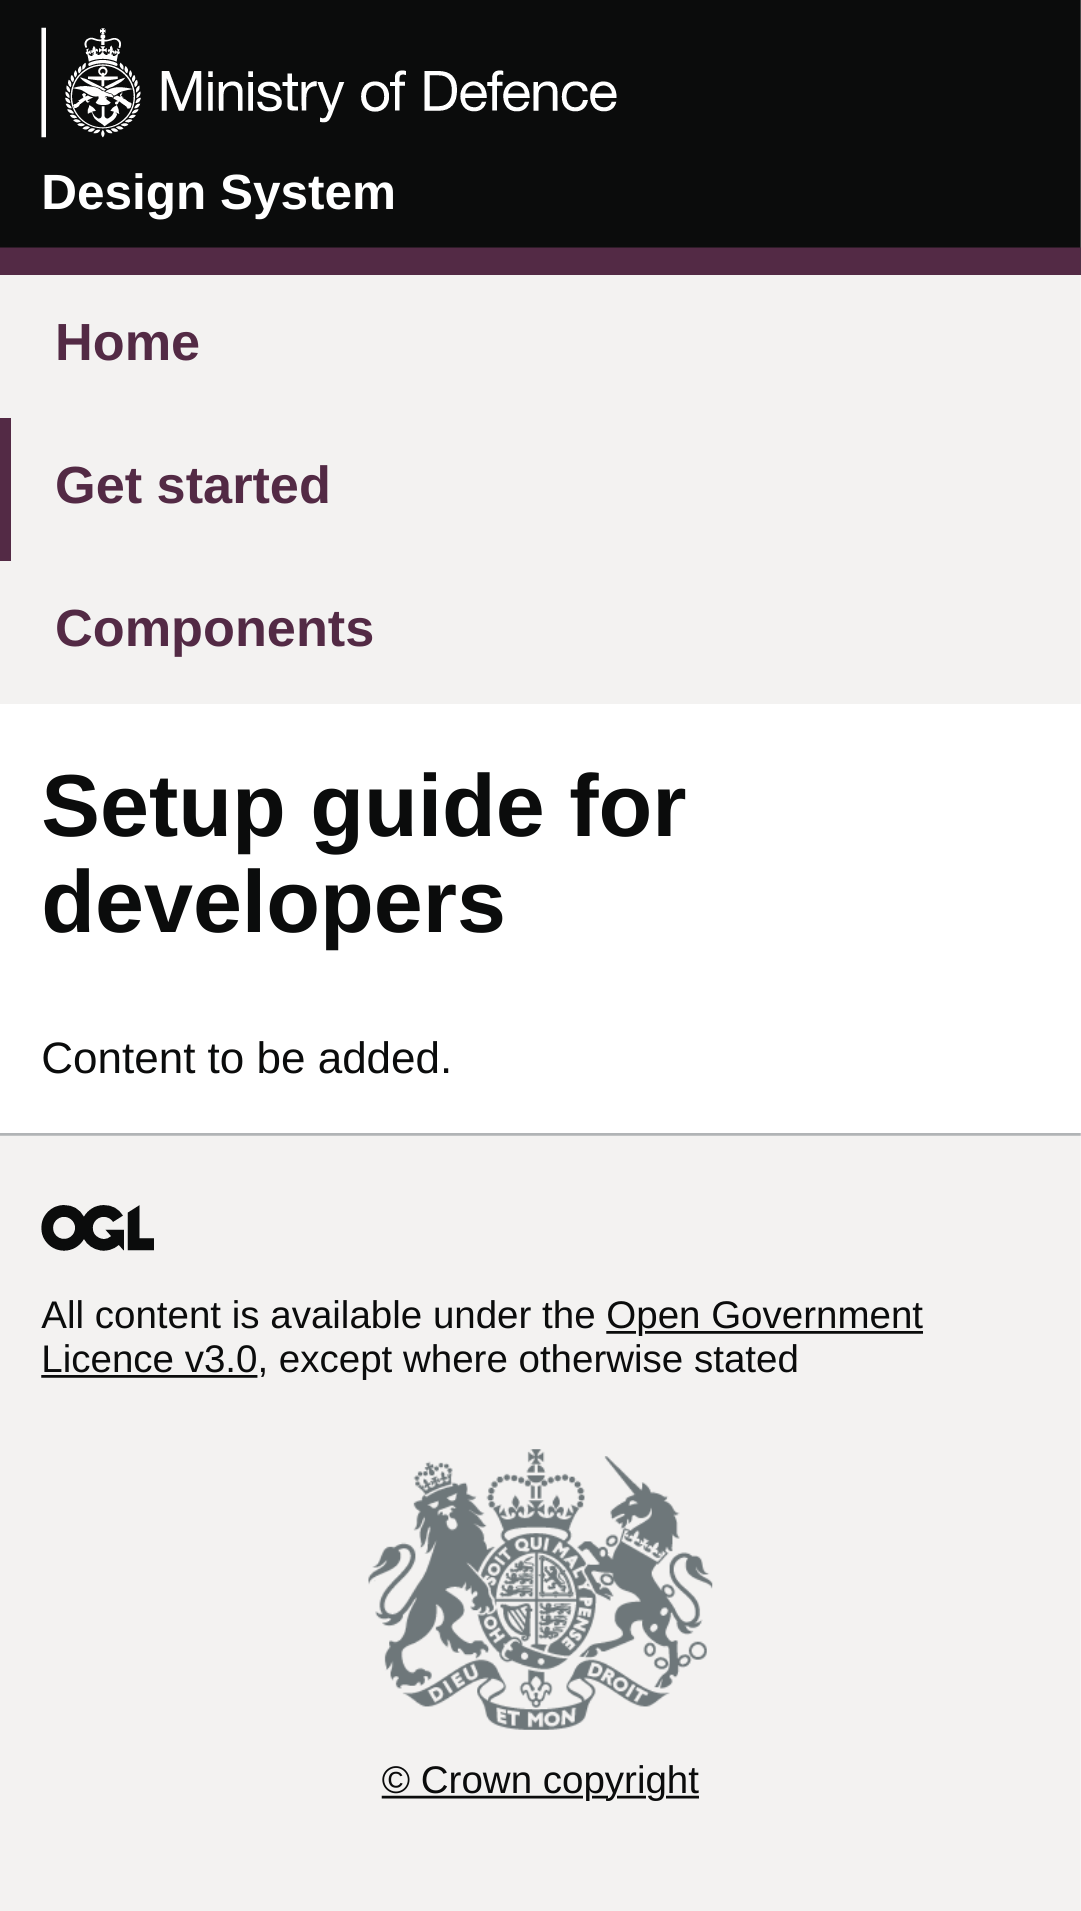 Ministry of Defence
Design System
Home
Get started
Components
Setup guide for
developers
Content to be added.
OGL
All content is available under the Open Government
Licence v3.0, except where otherwise stated
SOIT QUI MAL Y PENSE
HO
DIEU ET MON DROIT
© Crown copyright